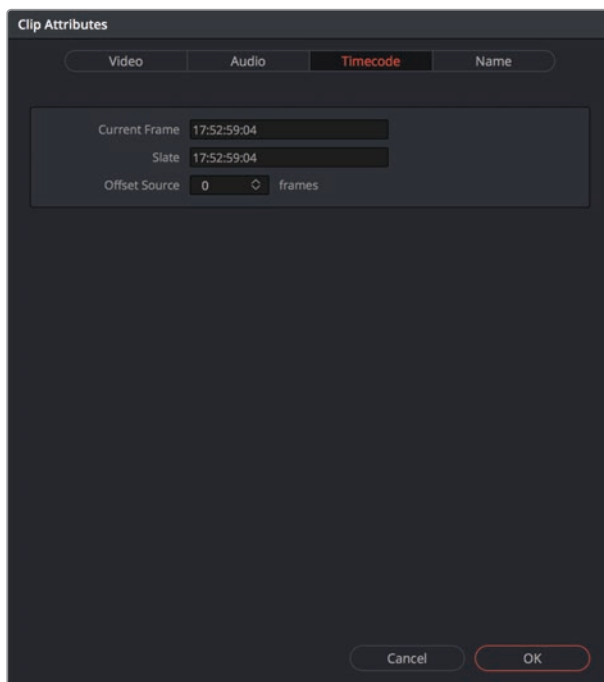 Clip Attributes
Video Audio Timecode Name
Current Frame 17:52:59:04
Slate 17:52:59:04
Offset Source 0 frames
Cancel OK